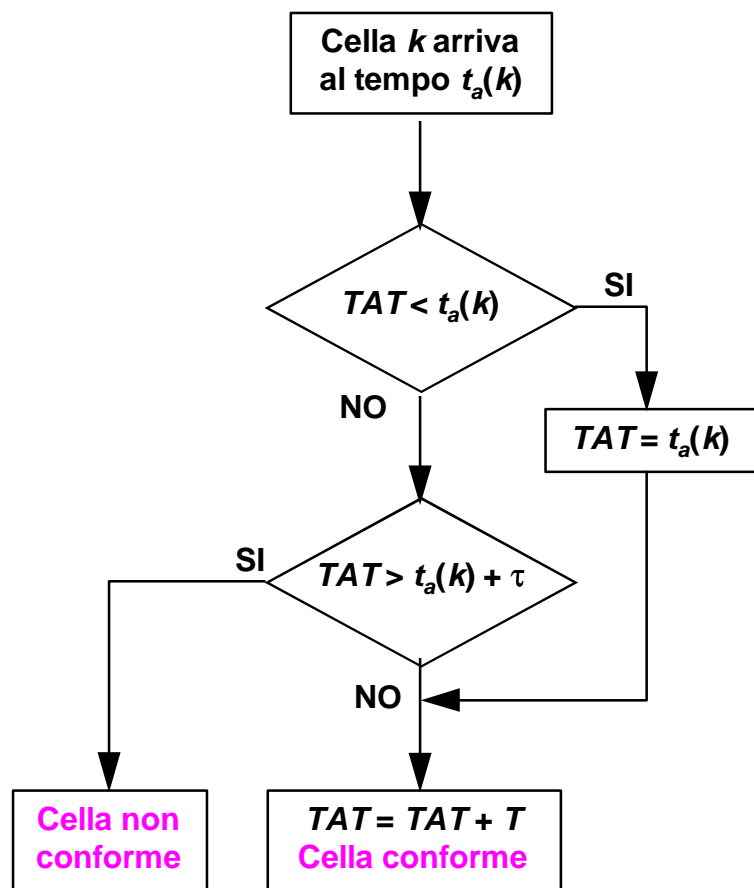 Cella k arriva
al tempo tₐ(k)
TAT < tₐ(k)
SI
NO
TAT = tₐ(k)
SI
TAT > tₐ(k) + τ
NO
Cella non
conforme
TAT = TAT + T
Cella conforme